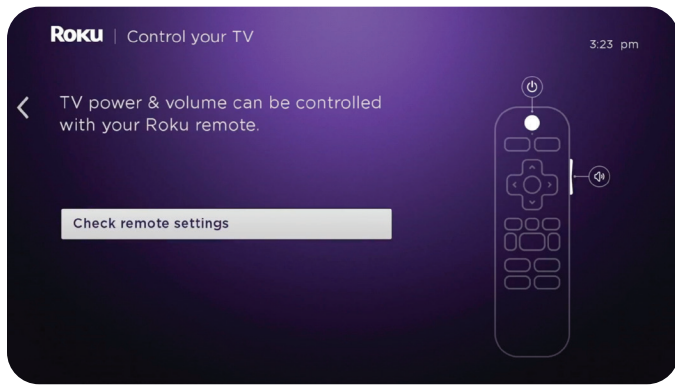 Roku | Control your TV
3:23 pm
TV power & volume can be controlled
with your Roku remote.
Check remote settings